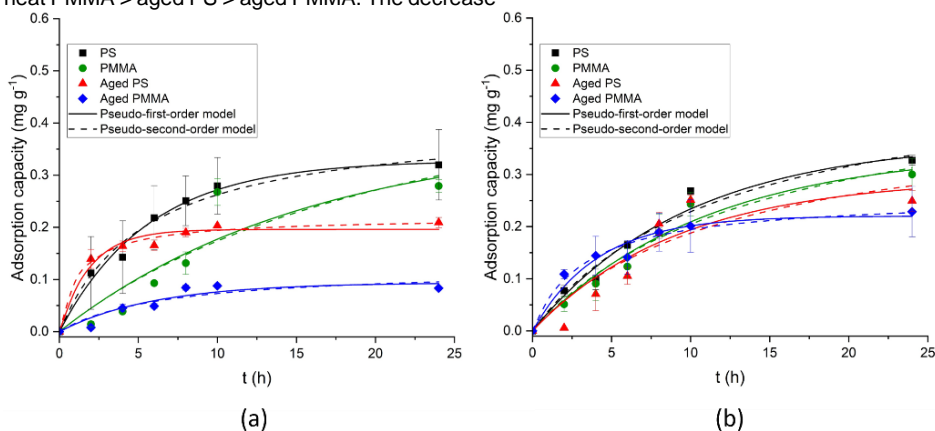 neat PMMA > aged PS > aged PMMA. The decrease
0.6
0.5
0.4
0.3
0.2
0.1
0.0
Adsorption capacity (mg g⁻¹)
PS
PMMA
Aged PS
Aged PMMA
Pseudo-first-order model
Pseudo-second-order model
0 5 10 15 20 25
t (h)
(a)
0.6
0.5
0.4
0.3
0.2
0.1
0.0
Adsorption capacity (mg g⁻¹)
PS
PMMA
Aged PS
Aged PMMA
Pseudo-first-order model
Pseudo-second-order model
0 5 10 15 20 25
t (h)
(b)